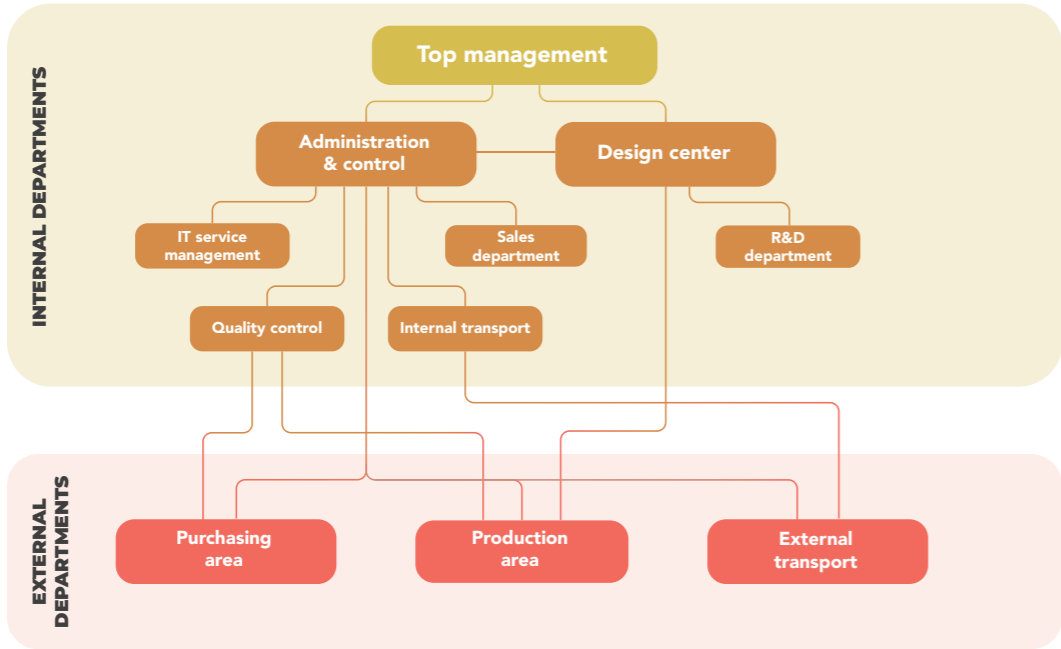 INTERNAL DEPARTMENTS
Top management
Administration
& control
Design center
IT service
management
Sales
department
R&D
department
Quality control
Internal transport
EXTERNAL
DEPARTMENTS
Purchasing
area
Production
area
External
transport